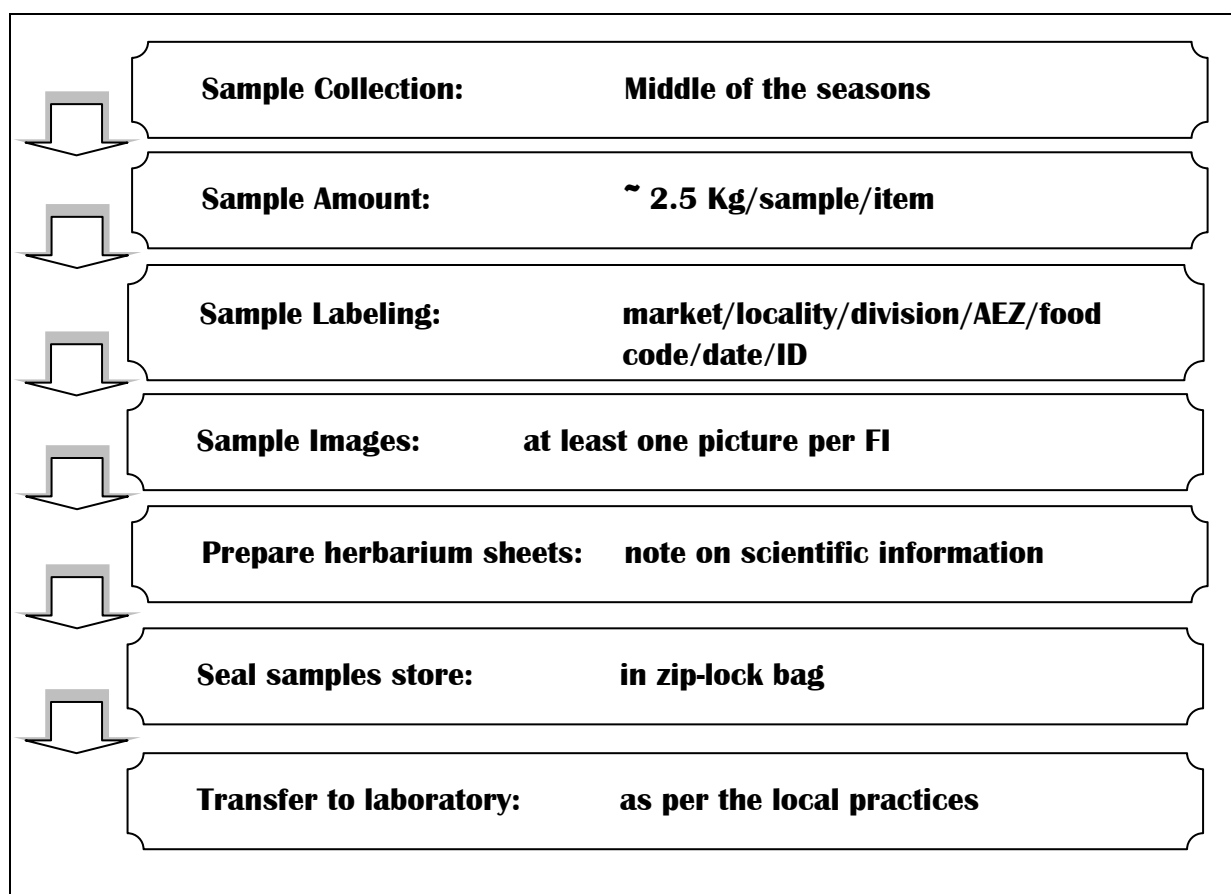 Sample Collection: Middle of the seasons
Sample Amount: ~ 2.5 Kg/sample/item
Sample Labeling: market/locality/division/AEZ/food
code/date/ID
Sample Images: at least one picture per FI
Prepare herbarium sheets: note on scientific information
Seal samples store: in zip-lock bag
Transfer to laboratory: as per the local practices